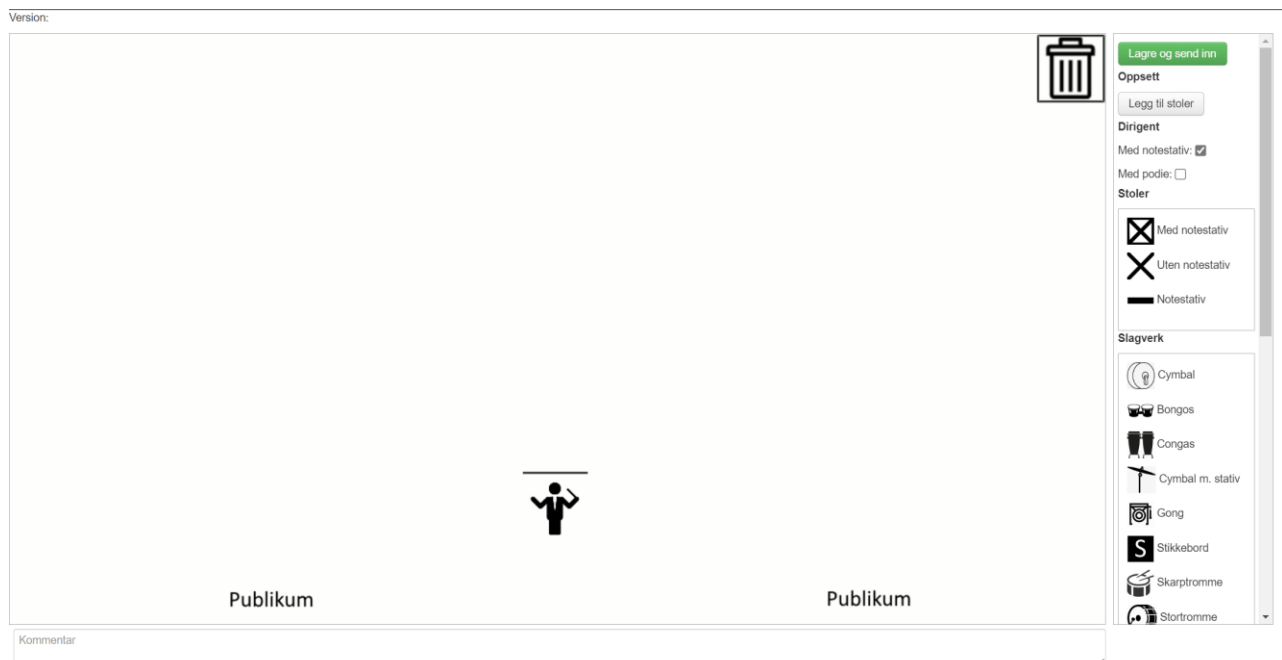 Version:
Lagre og send inn
Oppsett
Legg til stoler
Dirigent
Med notestativ:
Med podie:
Stoler
Med notestativ
Uten notestativ
Notestativ
Slagverk
Cymbal
Bongos
Congas
Cymbal m. stativ
Gong
S Stikkebord
Skarptromme
Stortromme
Publikum
Publikum
Kommentar